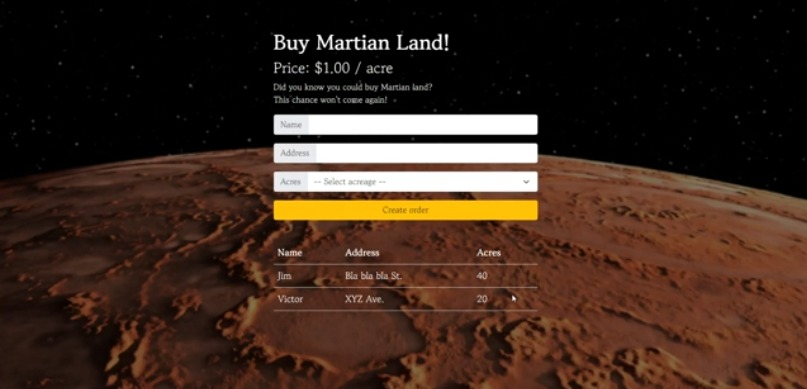 Buy Martian Land!
Price: $1.00 / acre
Did you know you could buy Martian land?
This chance won't come again!
Name
Address
Acres -- Select acreage --
Create order
Name Address Acres
Jim Bla bla bla St. 40
Victor XYZ Ave. 20